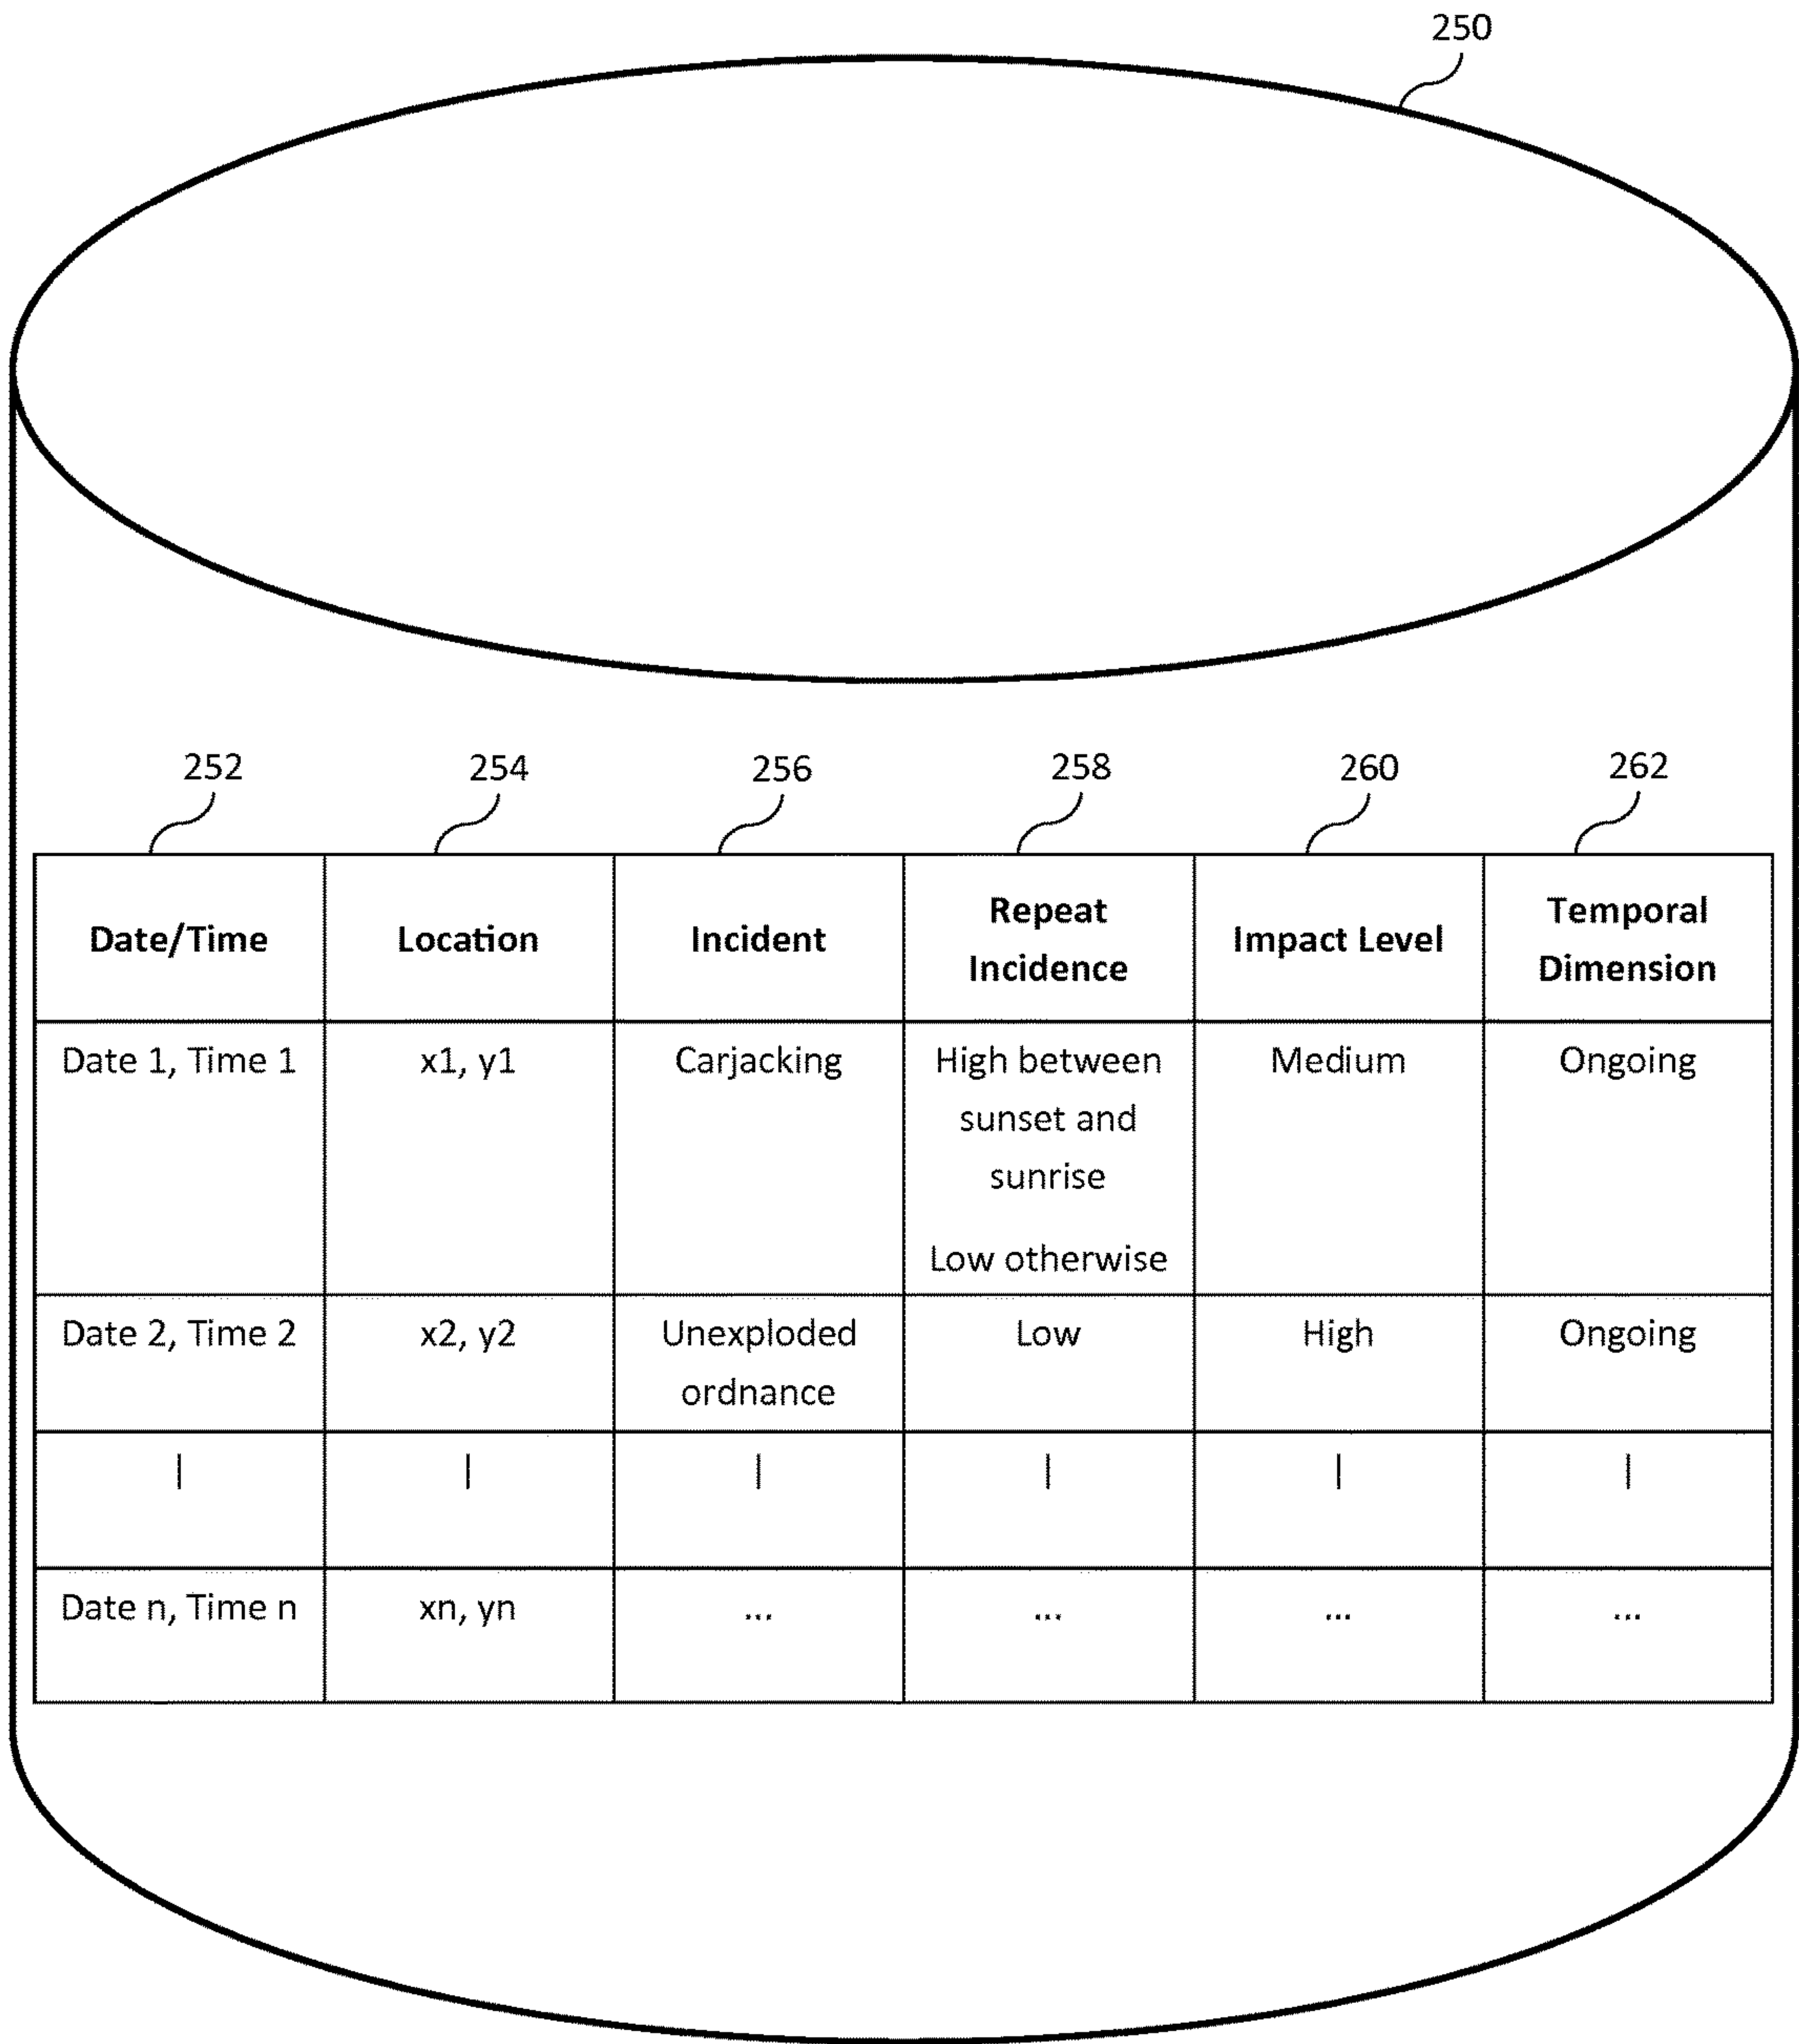 250
252 254 256 258 260 262
Date/Time Location Incident Repeat Incidence Impact Level Temporal Dimension
Date 1, Time 1 x1, y1 Carjacking High between sunset and sunrise Low otherwise Medium Ongoing
Date 2, Time 2 x2, y2 Unexploded ordnance Low High Ongoing
| | | | | |
Date n, Time n xn, yn ... ... ... ...